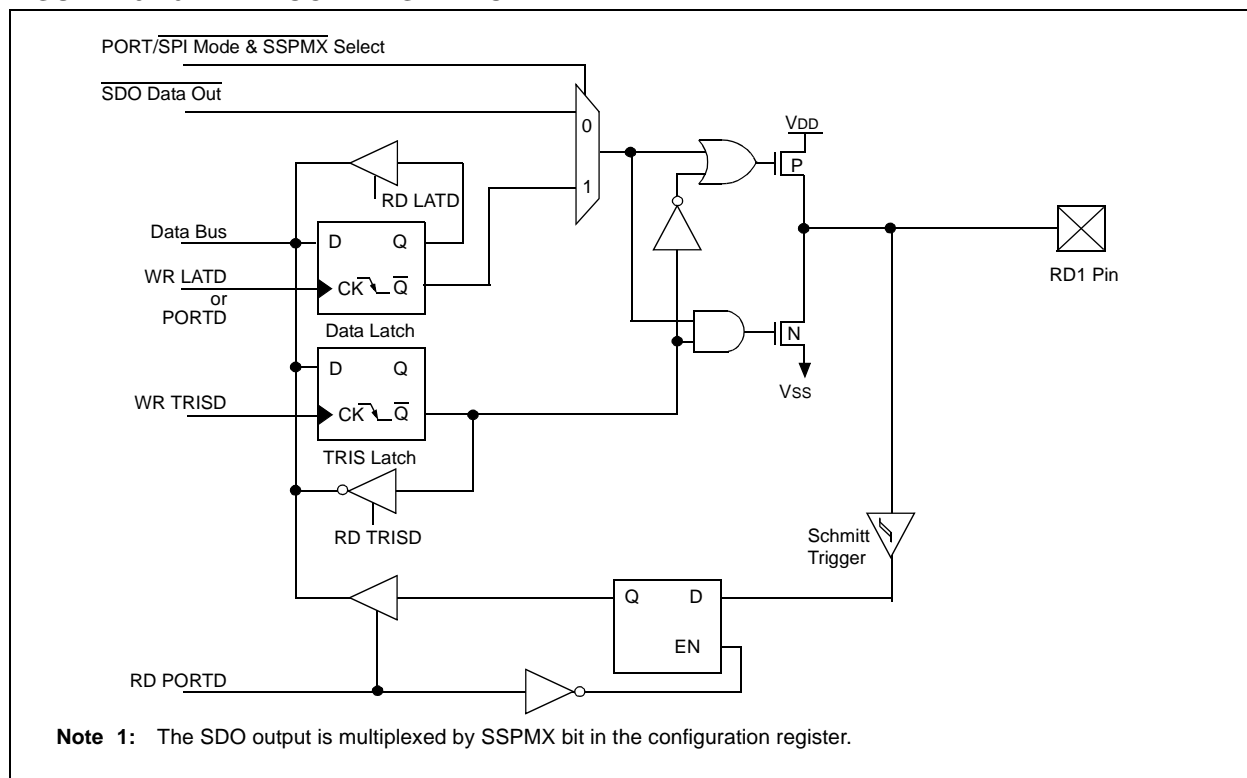 PORT/SPI Mode & SSPMX Select
SDO Data Out
0
1
VDD
P
RD LATD
Data Bus
D Q
WR LATD
or
PORTD
CK Q
Data Latch
RD1 Pin
N
VSS
D Q
WR TRISD
CK Q
TRIS Latch
RD TRISD
Schmitt
Trigger
Q D
EN
RD PORTD
Note 1: The SDO output is multiplexed by SSPMX bit in the configuration register.